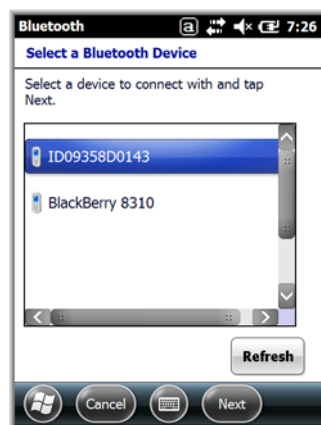 Bluetooth a 7:26
Select a Bluetooth Device
Select a device to connect with and tap
Next.
ID09358D0143
BlackBerry 8310
Refresh
Cancel Next